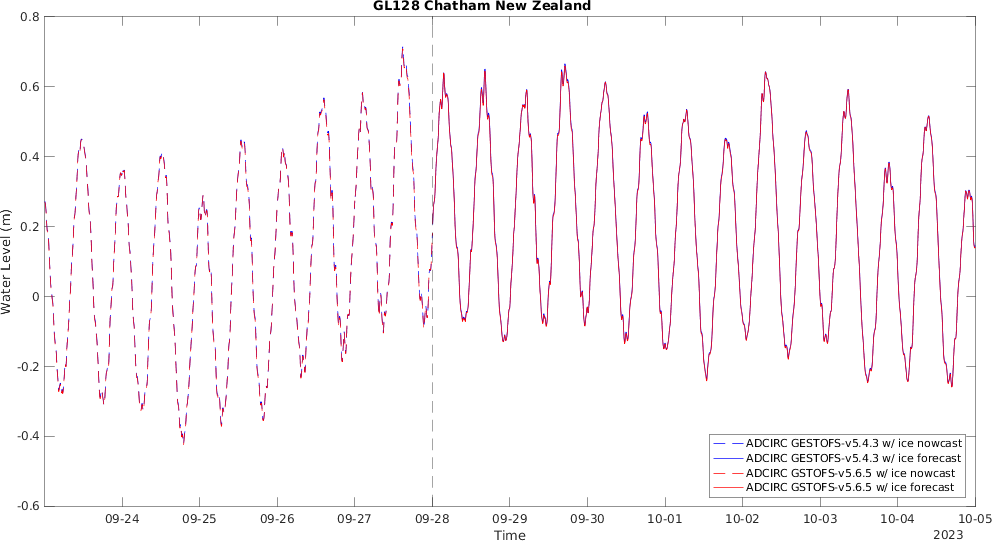 GL128 Chatham New Zealand
0.8
0.6
0.4
0.2
0
-0.2
-0.4
-0.6
Water Level (m)
ADCIRC GESTOFS-v5.4.3 w/ ice nowcast
ADCIRC GESTOFS-v5.4.3 w/ ice forecast
ADCIRC GSTOFS-v5.6.5 w/ ice nowcast
ADCIRC GSTOFS-v5.6.5 w/ ice forecast
09-24 09-25 09-26 09-27 09-28 09-29 09-30 10-01 10-02 10-03 10-04 10-05
Time
2023